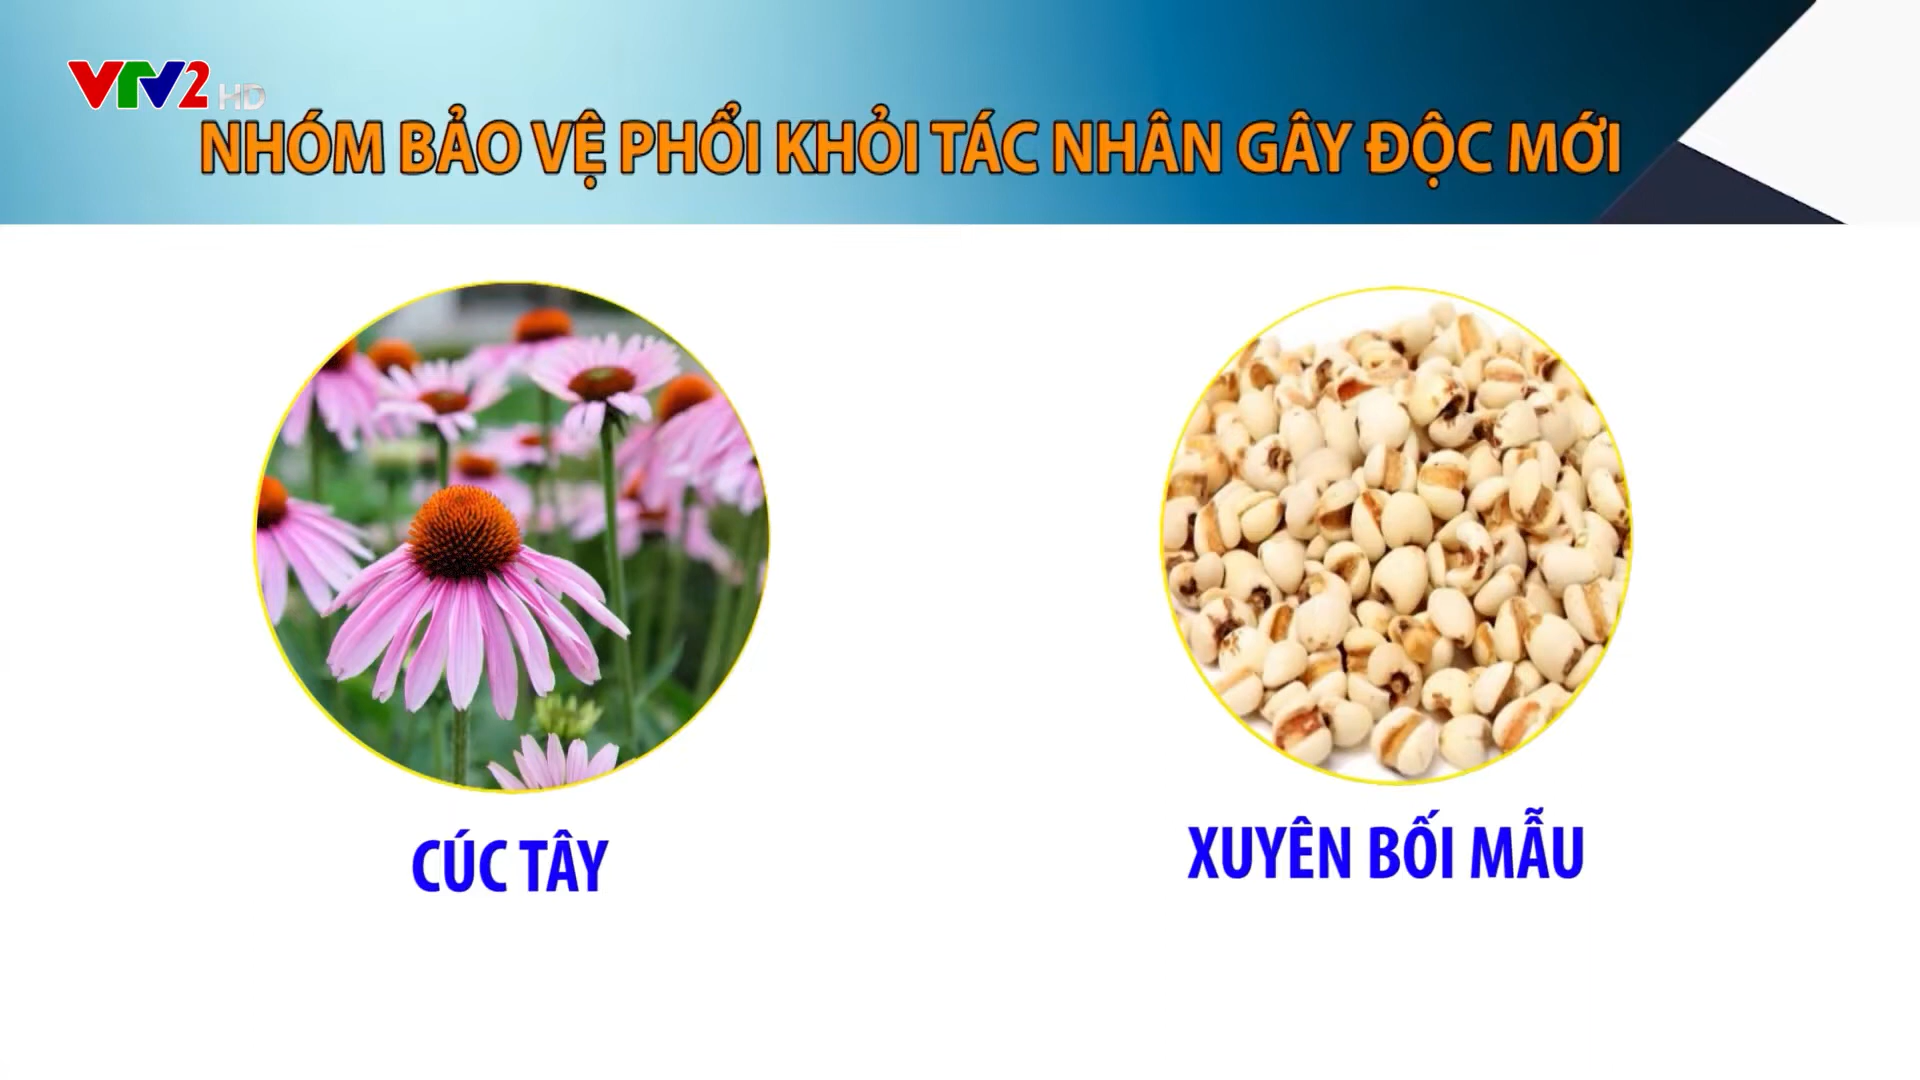 VTV2 HD
NHÓM BẢO VỆ PHỔI KHỎI TÁC NHÂN GÂY ĐỘC MỚI
CÚC TÂY
XUYÊN BỐI MẪU